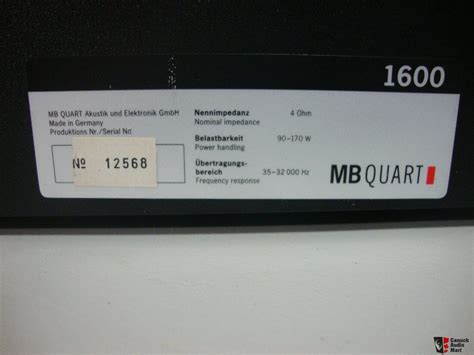 1600
MB QUART Akustik und Elektronik GmbH
Made in Germany
Produktions Nr./Serial No
No 12568
Nennimpedanz 4 Ohm
Nominal impedance
Belastbarkeit 90-170 W
Power handling
Übertragungs-
bereich 35-32 000 Hz
Frequency response
MB QUART
Canuck
Audio
Mart